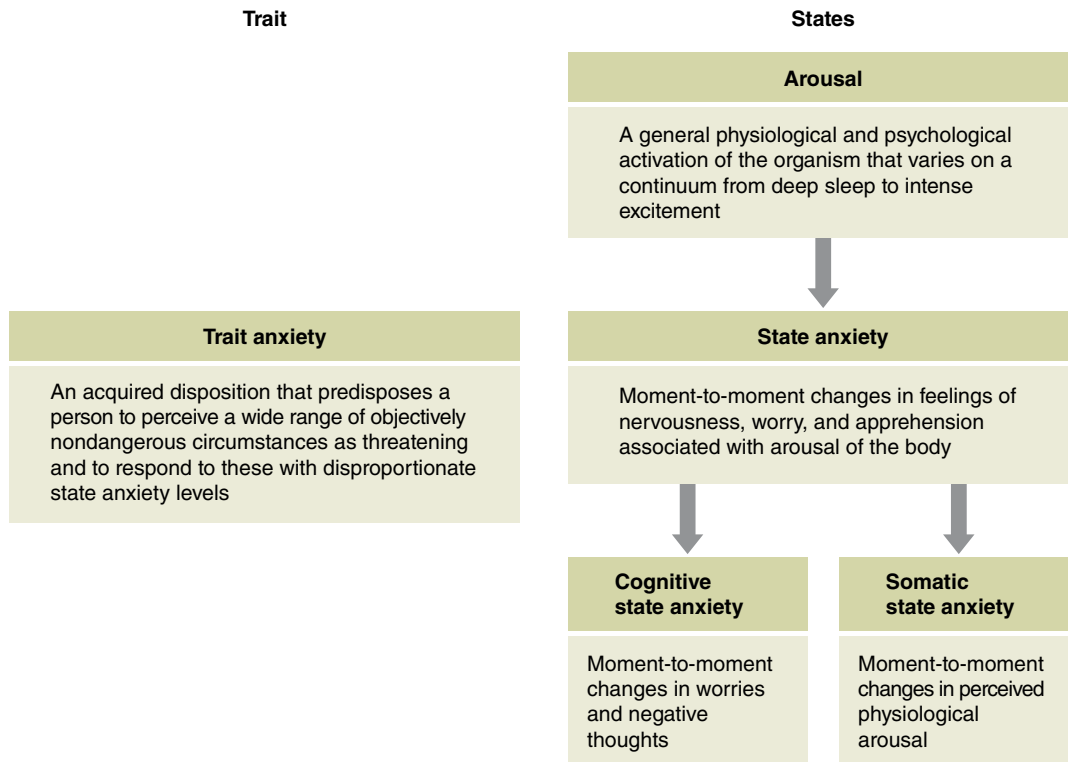 Trait
States
Arousal
A general physiological and psychological
activation of the organism that varies on a
continuum from deep sleep to intense
excitement
Trait anxiety
An acquired disposition that predisposes a
person to perceive a wide range of objectively
nondangerous circumstances as threatening
and to respond to these with disproportionate
state anxiety levels
State anxiety
Moment-to-moment changes in feelings of
nervousness, worry, and apprehension
associated with arousal of the body
Cognitive
state anxiety
Moment-to-moment
changes in worries
and negative
thoughts
Somatic
state anxiety
Moment-to-moment
changes in perceived
physiological
arousal